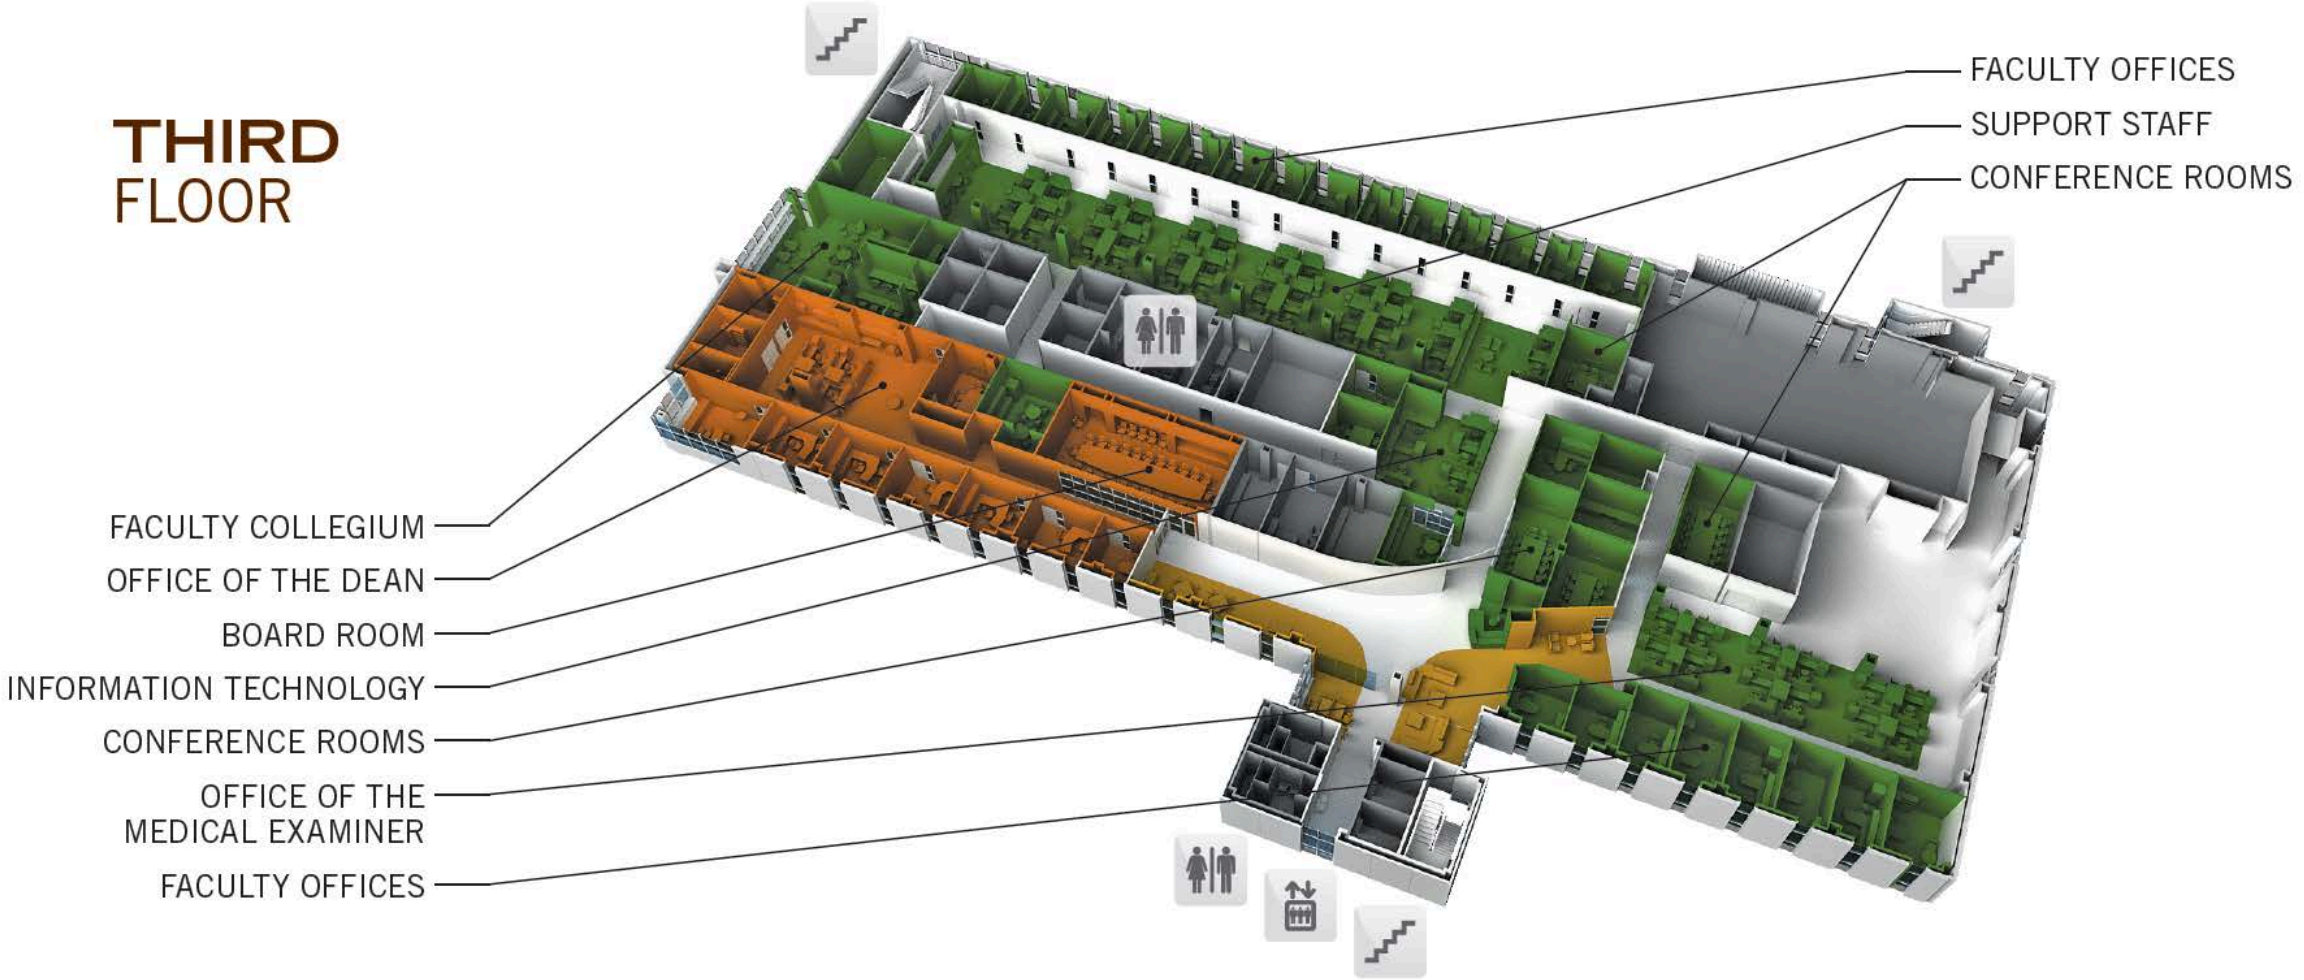 THIRD
FLOOR
FACULTY OFFICES
SUPPORT STAFF
CONFERENCE ROOMS
FACULTY COLLEGIUM
OFFICE OF THE DEAN
BOARD ROOM
INFORMATION TECHNOLOGY
CONFERENCE ROOMS
OFFICE OF THE
MEDICAL EXAMINER
FACULTY OFFICES